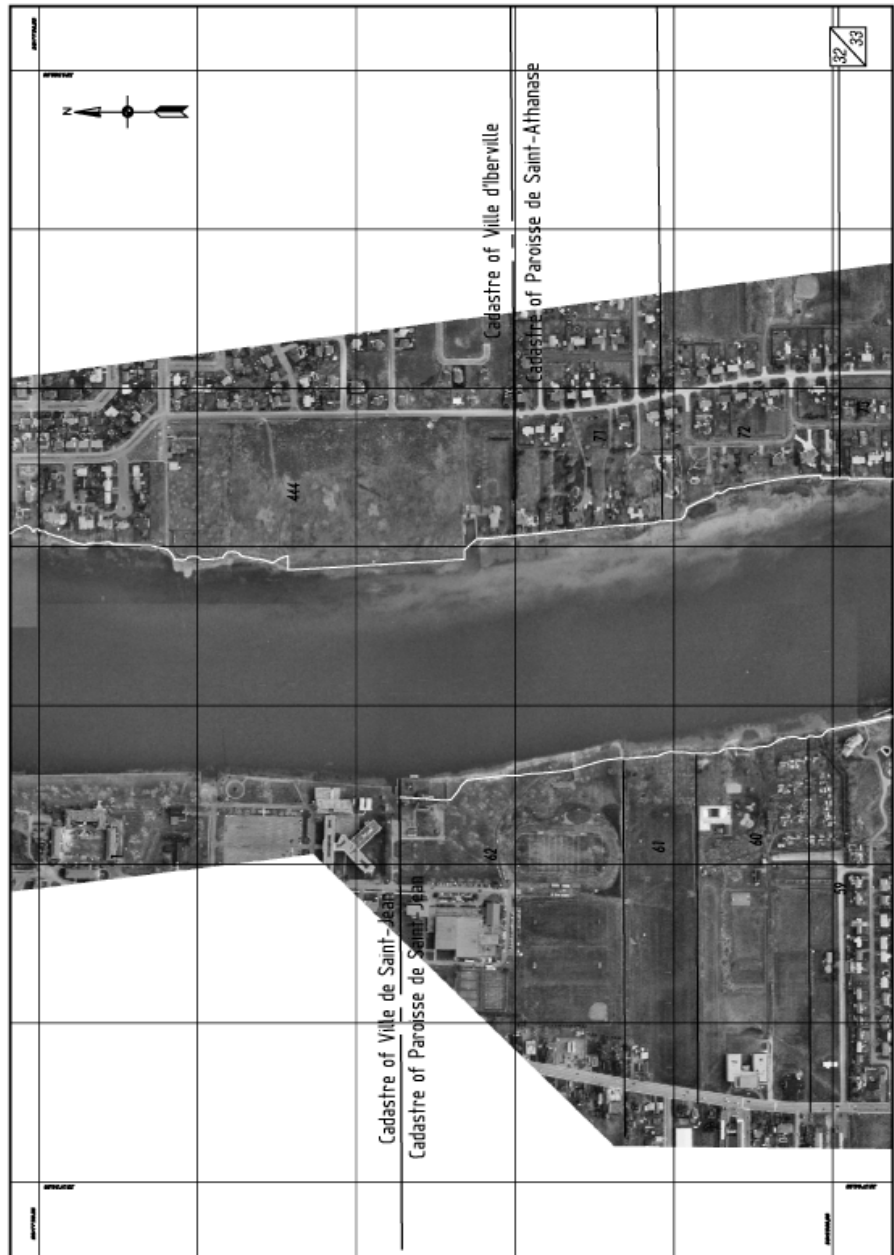 32
33
N
Cadastre of Ville d'Iberville
Cadastre of Paroisse de Saint-Athanase
444
71
72
73
1
62
61
60
59
Cadastre of Ville de Saint-Jean
Cadastre of Paroisse de Saint-Jean